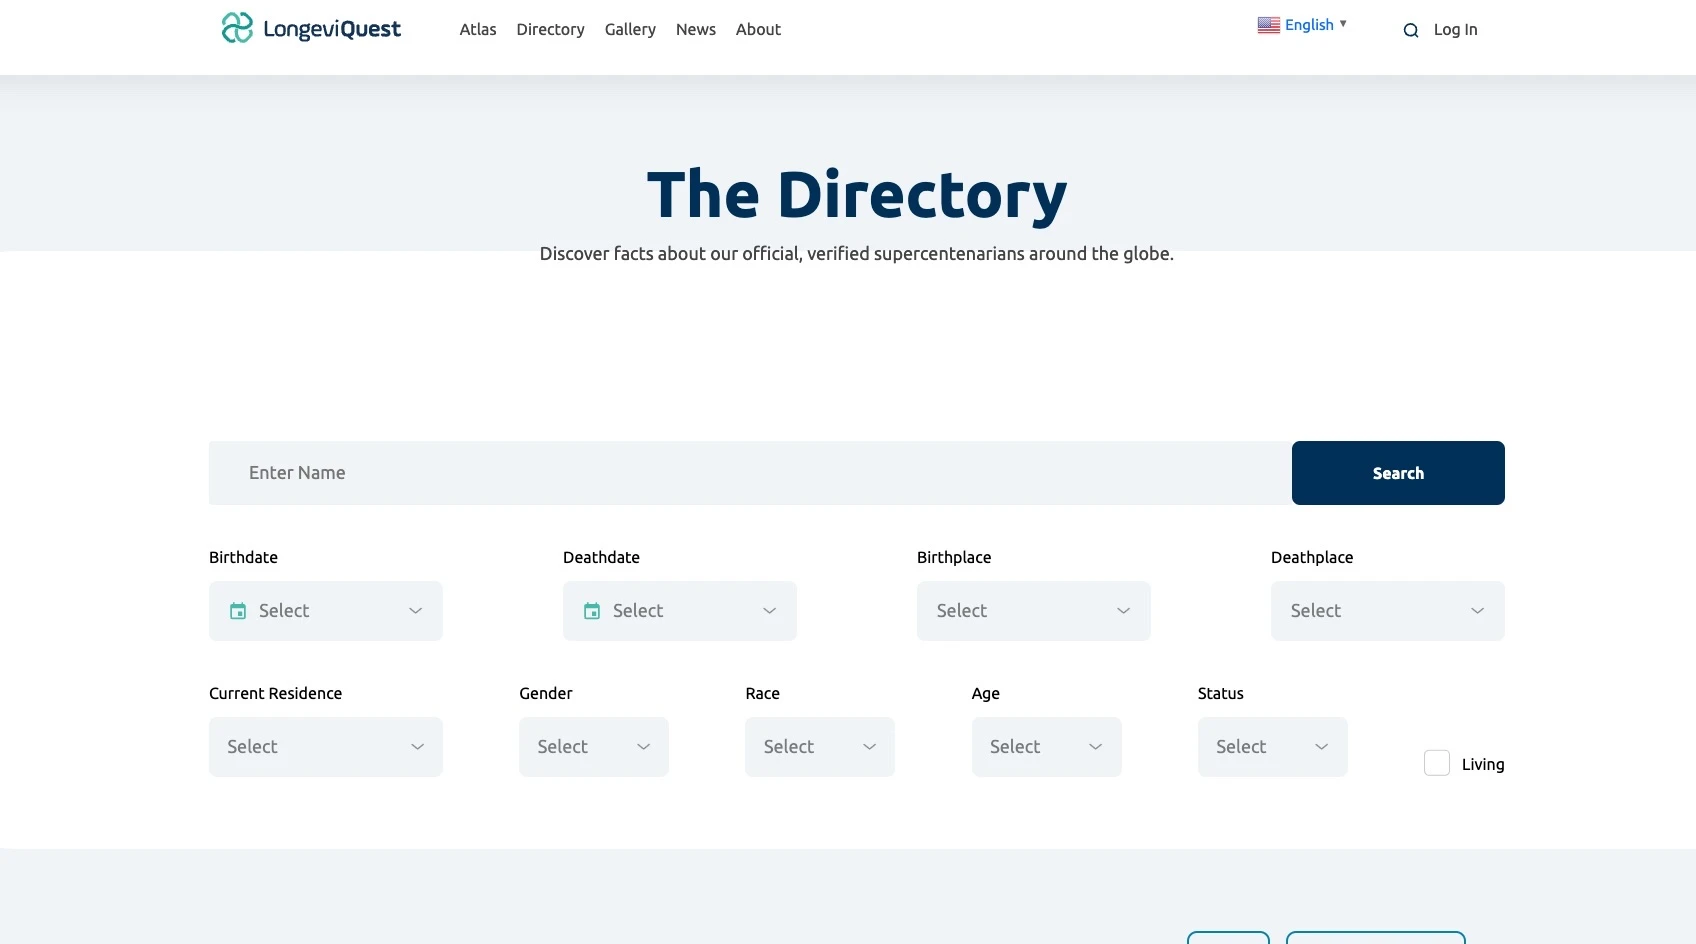 LongeviQuest
Atlas Directory Gallery News About
English ▼
Log In
The Directory
Discover facts about our official, verified supercentenarians around the globe.
Enter Name
Search
Birthdate Deathdate Birthplace Deathplace
Select Select Select Select
Current Residence Gender Race Age Status
Select Select Select Select Select
Living